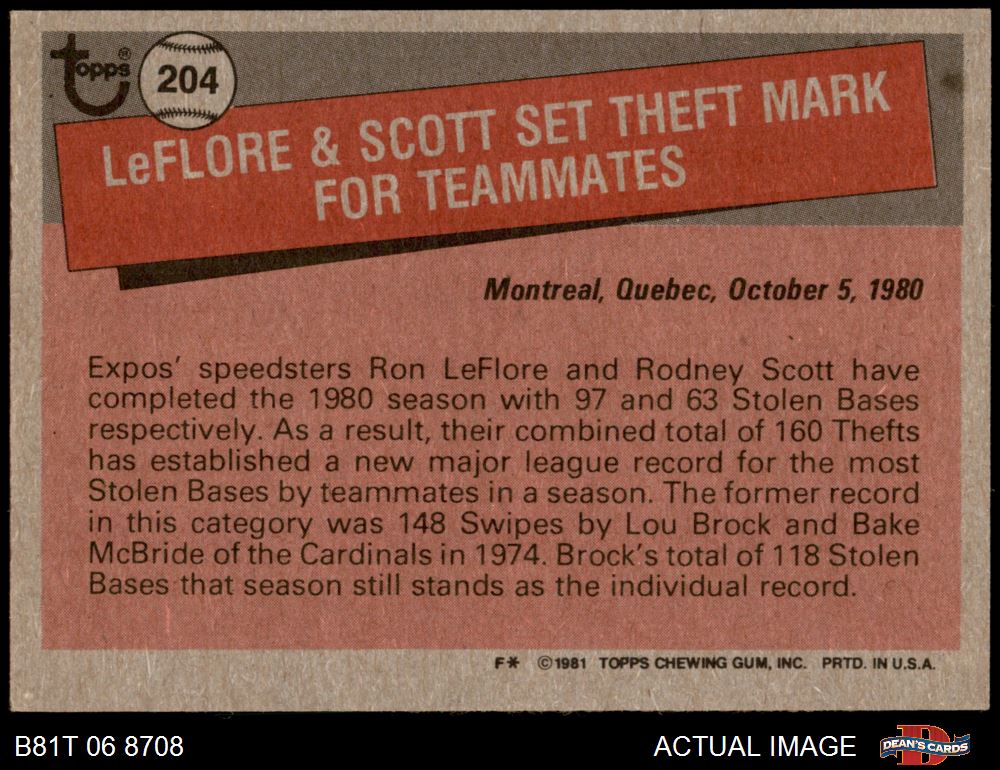 Topps®
204
LeFLORE & SCOTT SET THEFT MARK
FOR TEAMMATES
Montreal, Quebec, October 5, 1980
Expos' speedsters Ron LeFlore and Rodney Scott have
completed the 1980 season with 97 and 63 Stolen Bases
respectively. As a result, their combined total of 160 Thefts
has established a new major league record for the most
Stolen Bases by teammates in a season. The former record
in this category was 148 Swipes by Lou Brock and Bake
McBride of the Cardinals in 1974. Brock's total of 118 Stolen
Bases that season still stands as the individual record.
F* ©1981 TOPPS CHEWING GUM, INC. PRTD. IN U.S.A.
B81T 06 8708
ACTUAL IMAGE
D
DEAN'S CARDS